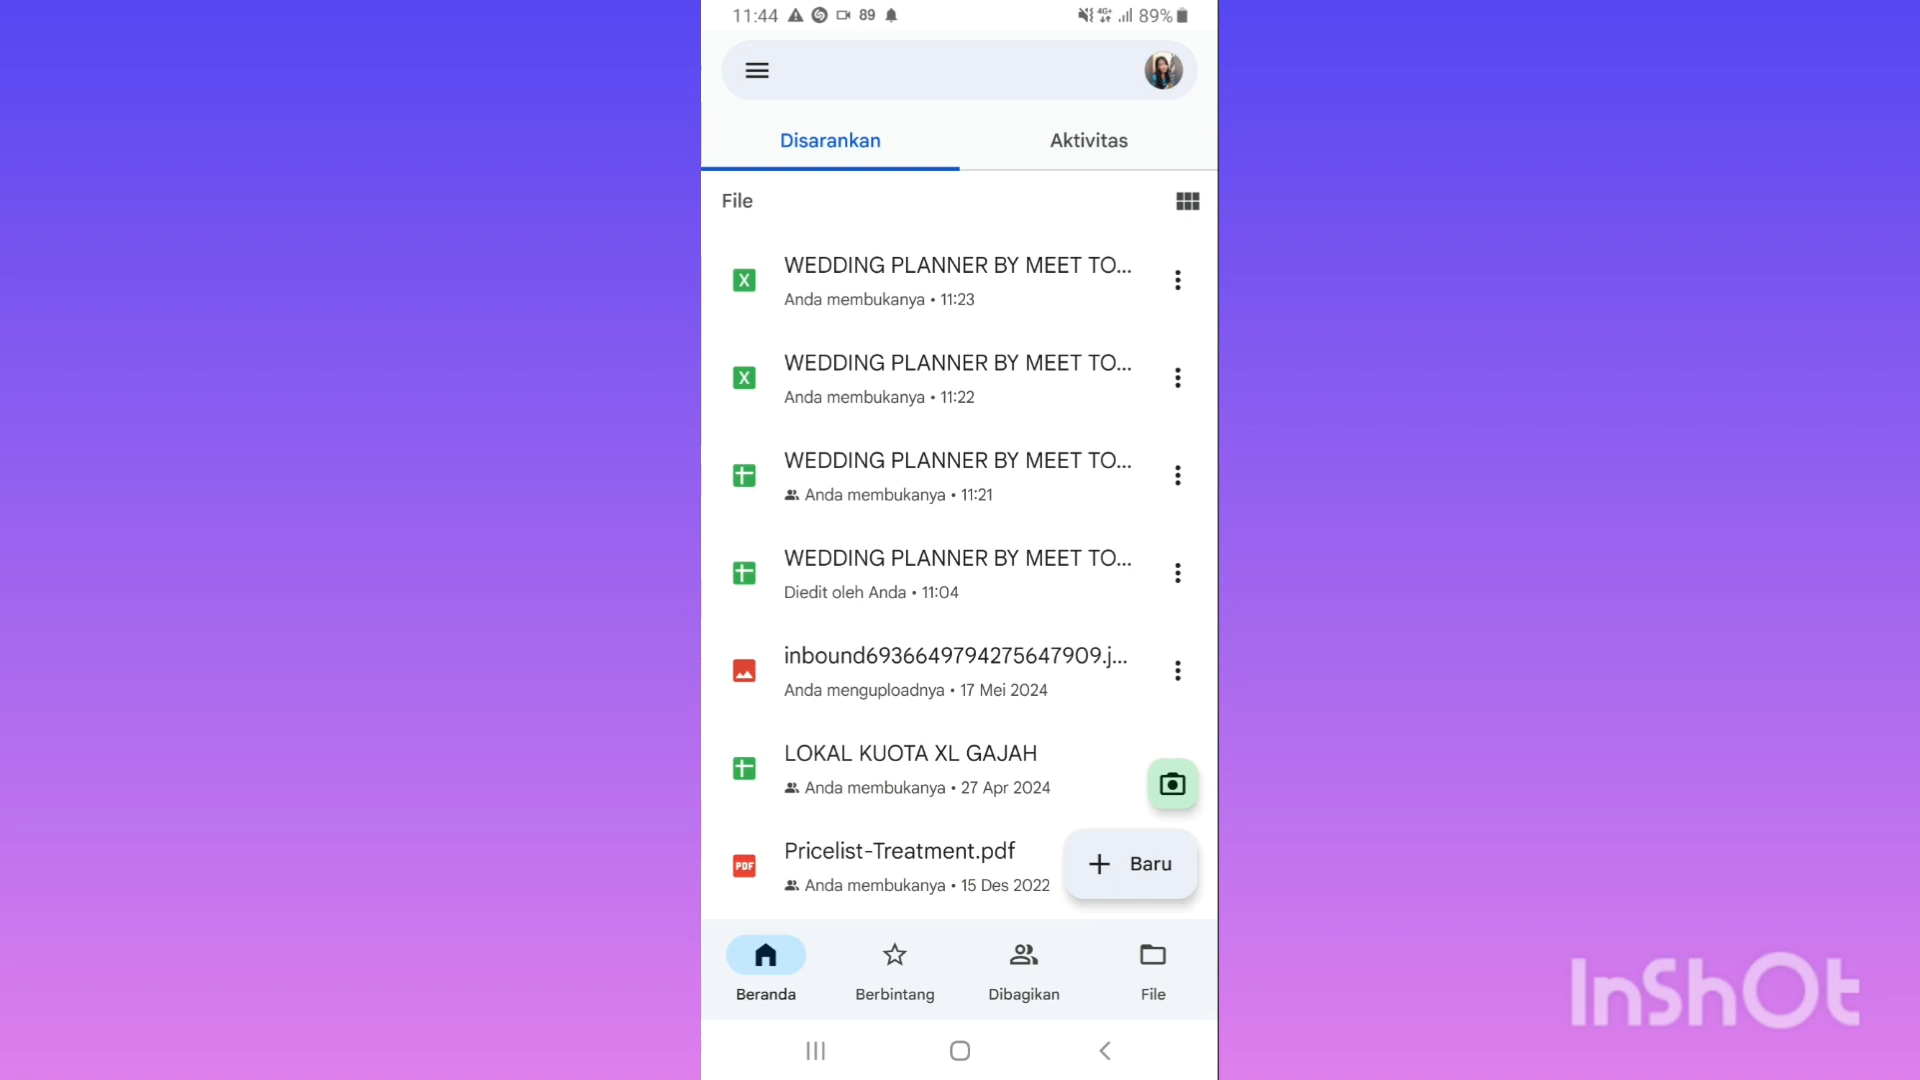 11:44 89 4G+ 89%
Disarankan Aktivitas
File
WEDDING PLANNER BY MEET TO...
Anda membukanya • 11:23
WEDDING PLANNER BY MEET TO...
Anda membukanya • 11:22
WEDDING PLANNER BY MEET TO...
Anda membukanya • 11:21
WEDDING PLANNER BY MEET TO...
Diedit oleh Anda • 11:04
inbound6936649794275647909.j...
Anda menguploadnya • 17 Mei 2024
LOKAL KUOTA XL GAJAH
Anda membukanya • 27 Apr 2024
Pricelist-Treatment.pdf
PDF
Anda membukanya • 15 Des 2022
Baru
Beranda Berbintang Dibagikan File
InShOt